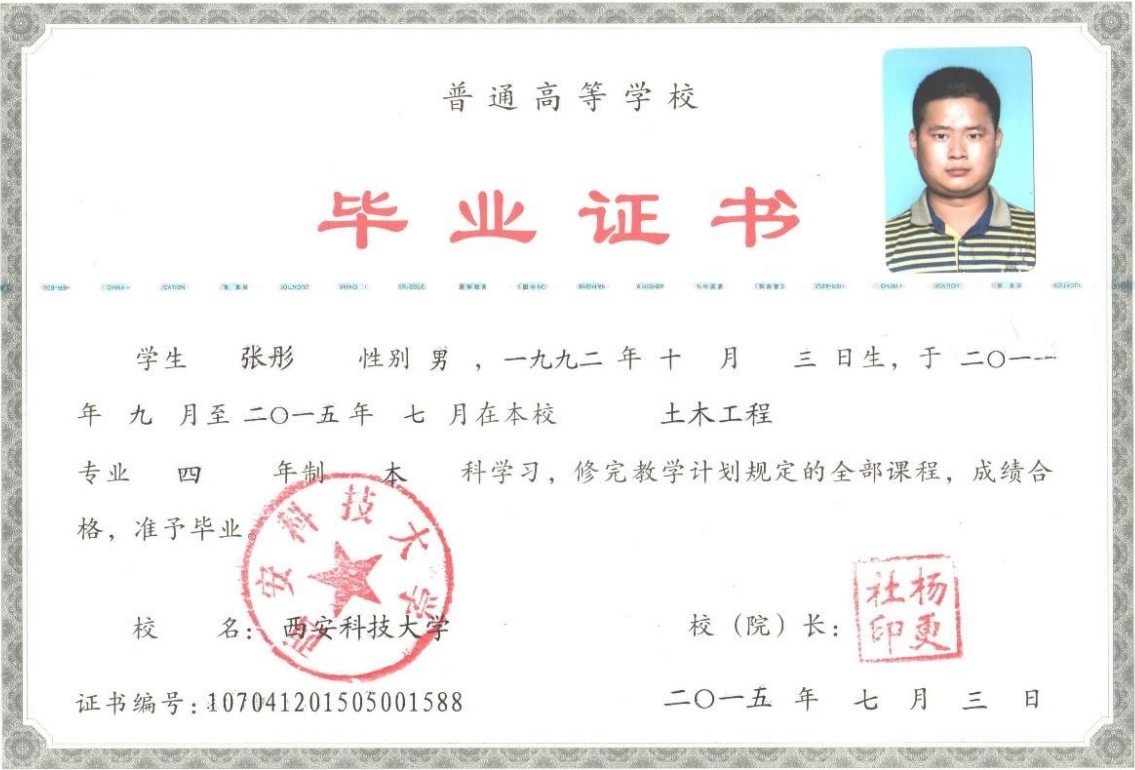 普通高等学校
毕业证书
学生 张彤 性别 男 ，一九九二 年 十 月 三 日生，于 二〇一一
年 九 月至 二〇一五 年 七 月在本校 土木工程
专业 四 年制 本 科学习，修完教学计划规定的全部课程，成绩合
格，准予毕业。
西安科技大学
校 名：西安科技大学 校（院）长：
杨更社印
证书编号：107041201505001588 二〇一五 年 七 月 三 日